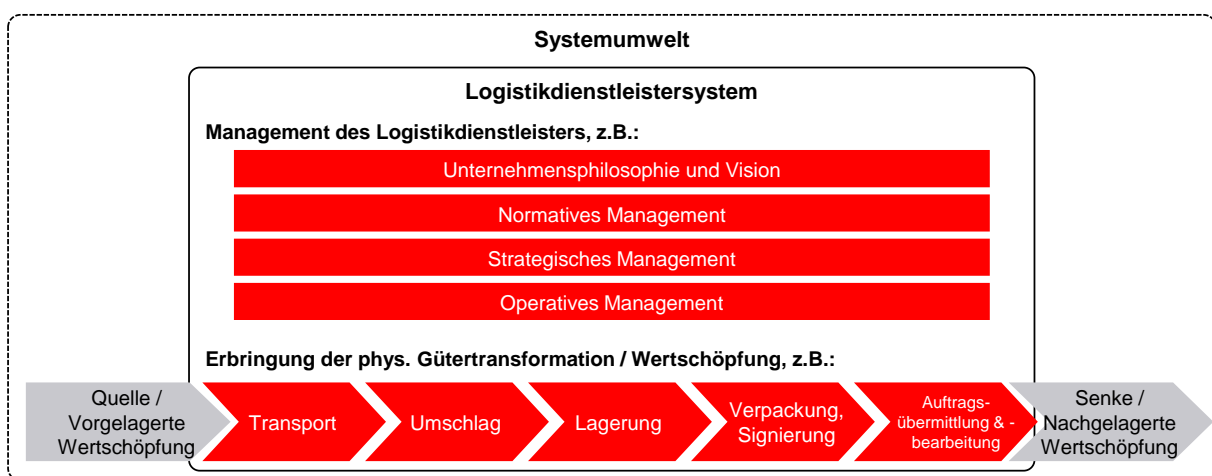 Systemumwelt
Logistikdienstleistersystem
Management des Logistikdienstleisters, z.B.:
Unternehmensphilosophie und Vision
Normatives Management
Strategisches Management
Operatives Management
Erbringung der phys. Gütertransformation / Wertschöpfung, z.B.:
Quelle /
Vorgelagerte
Wertschöpfung
Transport
Umschlag
Lagerung
Verpackung,
Signierung
Auftrags-
übermittlung & -
bearbeitung
Senke /
Nachgelagerte
Wertschöpfung